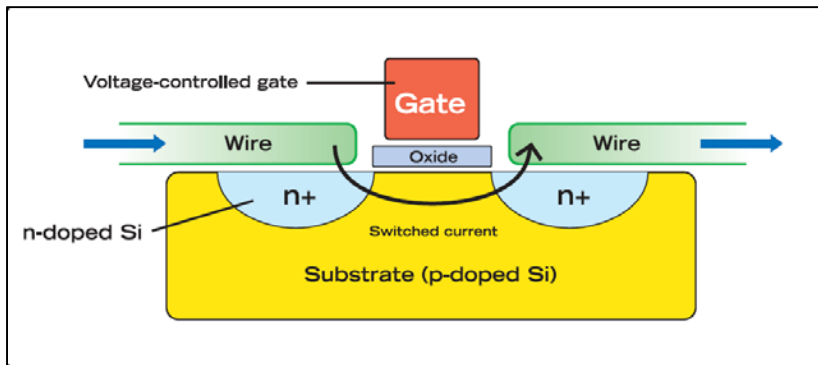 Voltage-controlled gate
Gate
Wire
Oxide
Wire
n+
n+
n-doped Si
Switched current
Substrate (p-doped Si)